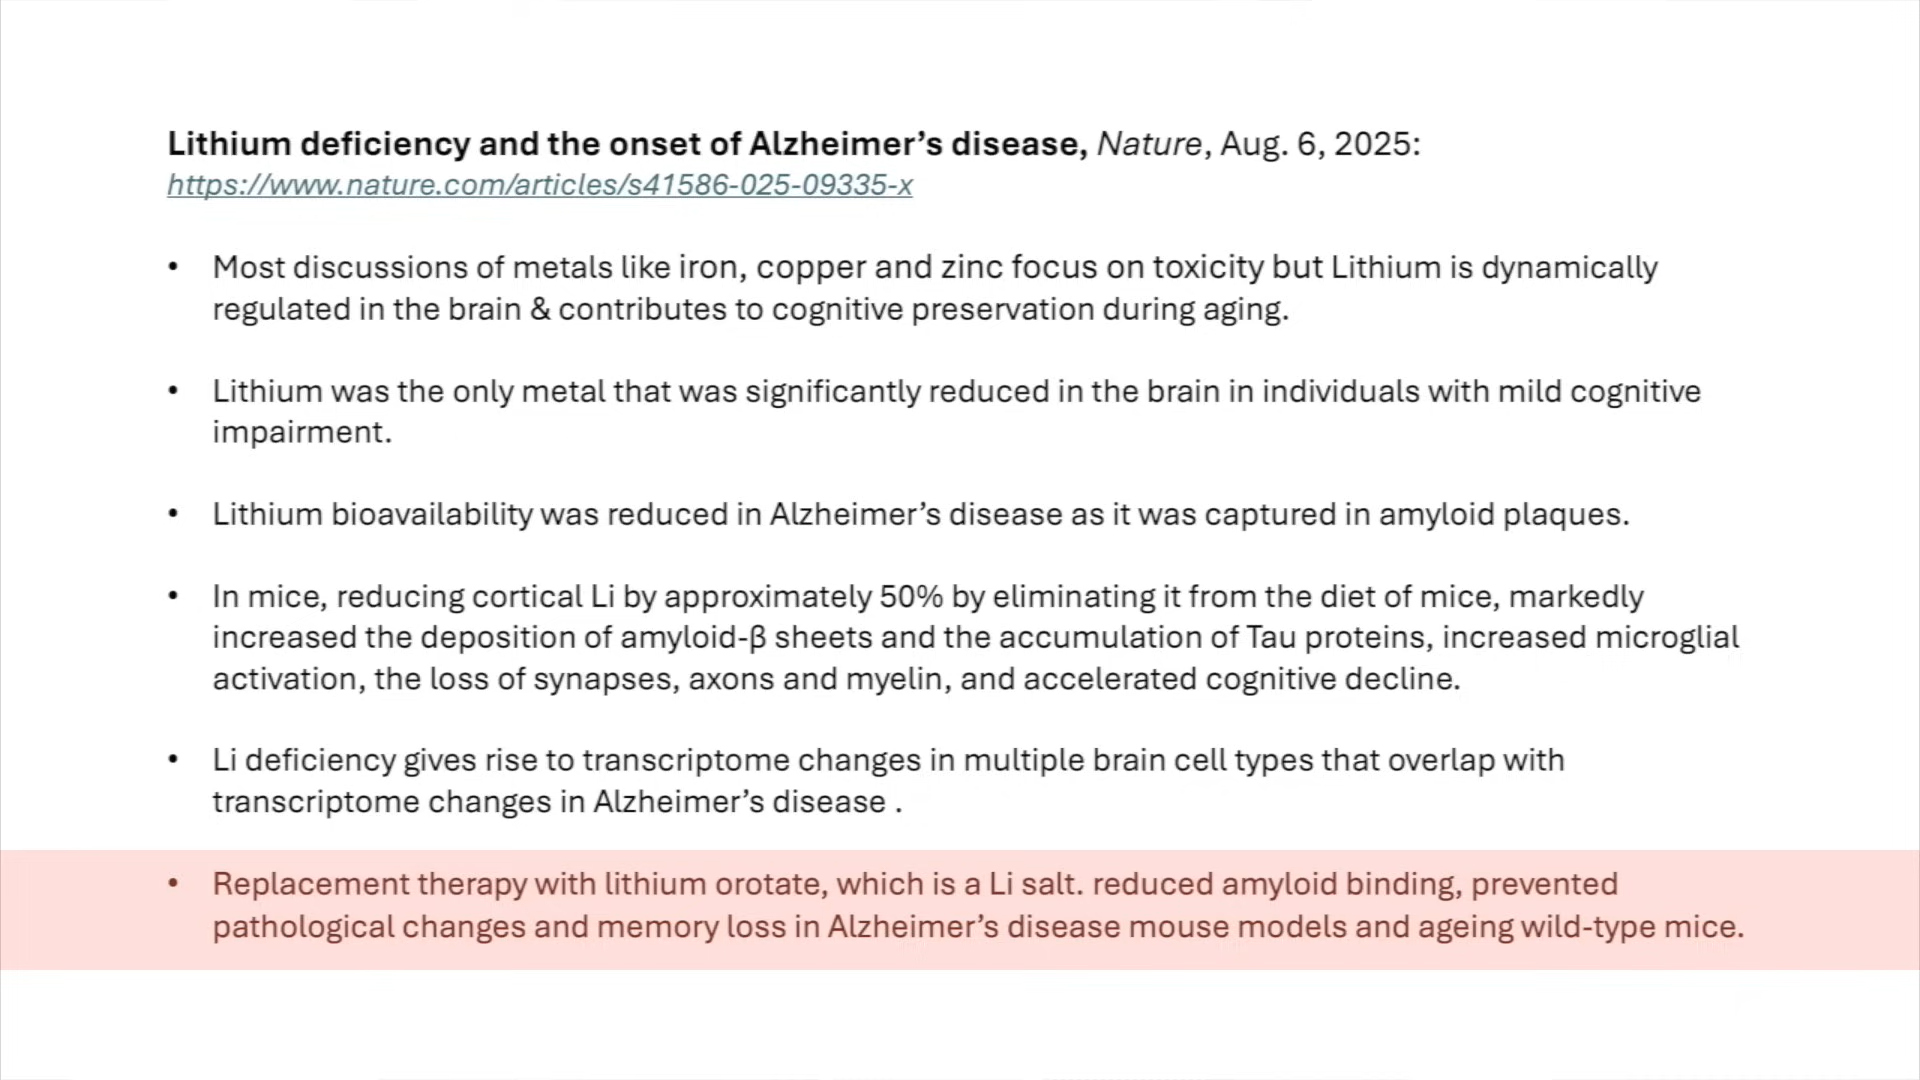 Lithium deficiency and the onset of Alzheimer’s disease, Nature, Aug. 6, 2025:
https://www.nature.com/articles/s41586-025-09335-x
• Most discussions of metals like iron, copper and zinc focus on toxicity but Lithium is dynamically
regulated in the brain & contributes to cognitive preservation during aging.
• Lithium was the only metal that was significantly reduced in the brain in individuals with mild cognitive
impairment.
• Lithium bioavailability was reduced in Alzheimer’s disease as it was captured in amyloid plaques.
• In mice, reducing cortical Li by approximately 50% by eliminating it from the diet of mice, markedly
increased the deposition of amyloid-β sheets and the accumulation of Tau proteins, increased microglial
activation, the loss of synapses, axons and myelin, and accelerated cognitive decline.
• Li deficiency gives rise to transcriptome changes in multiple brain cell types that overlap with
transcriptome changes in Alzheimer’s disease .
• Replacement therapy with lithium orotate, which is a Li salt. reduced amyloid binding, prevented
pathological changes and memory loss in Alzheimer’s disease mouse models and ageing wild-type mice.